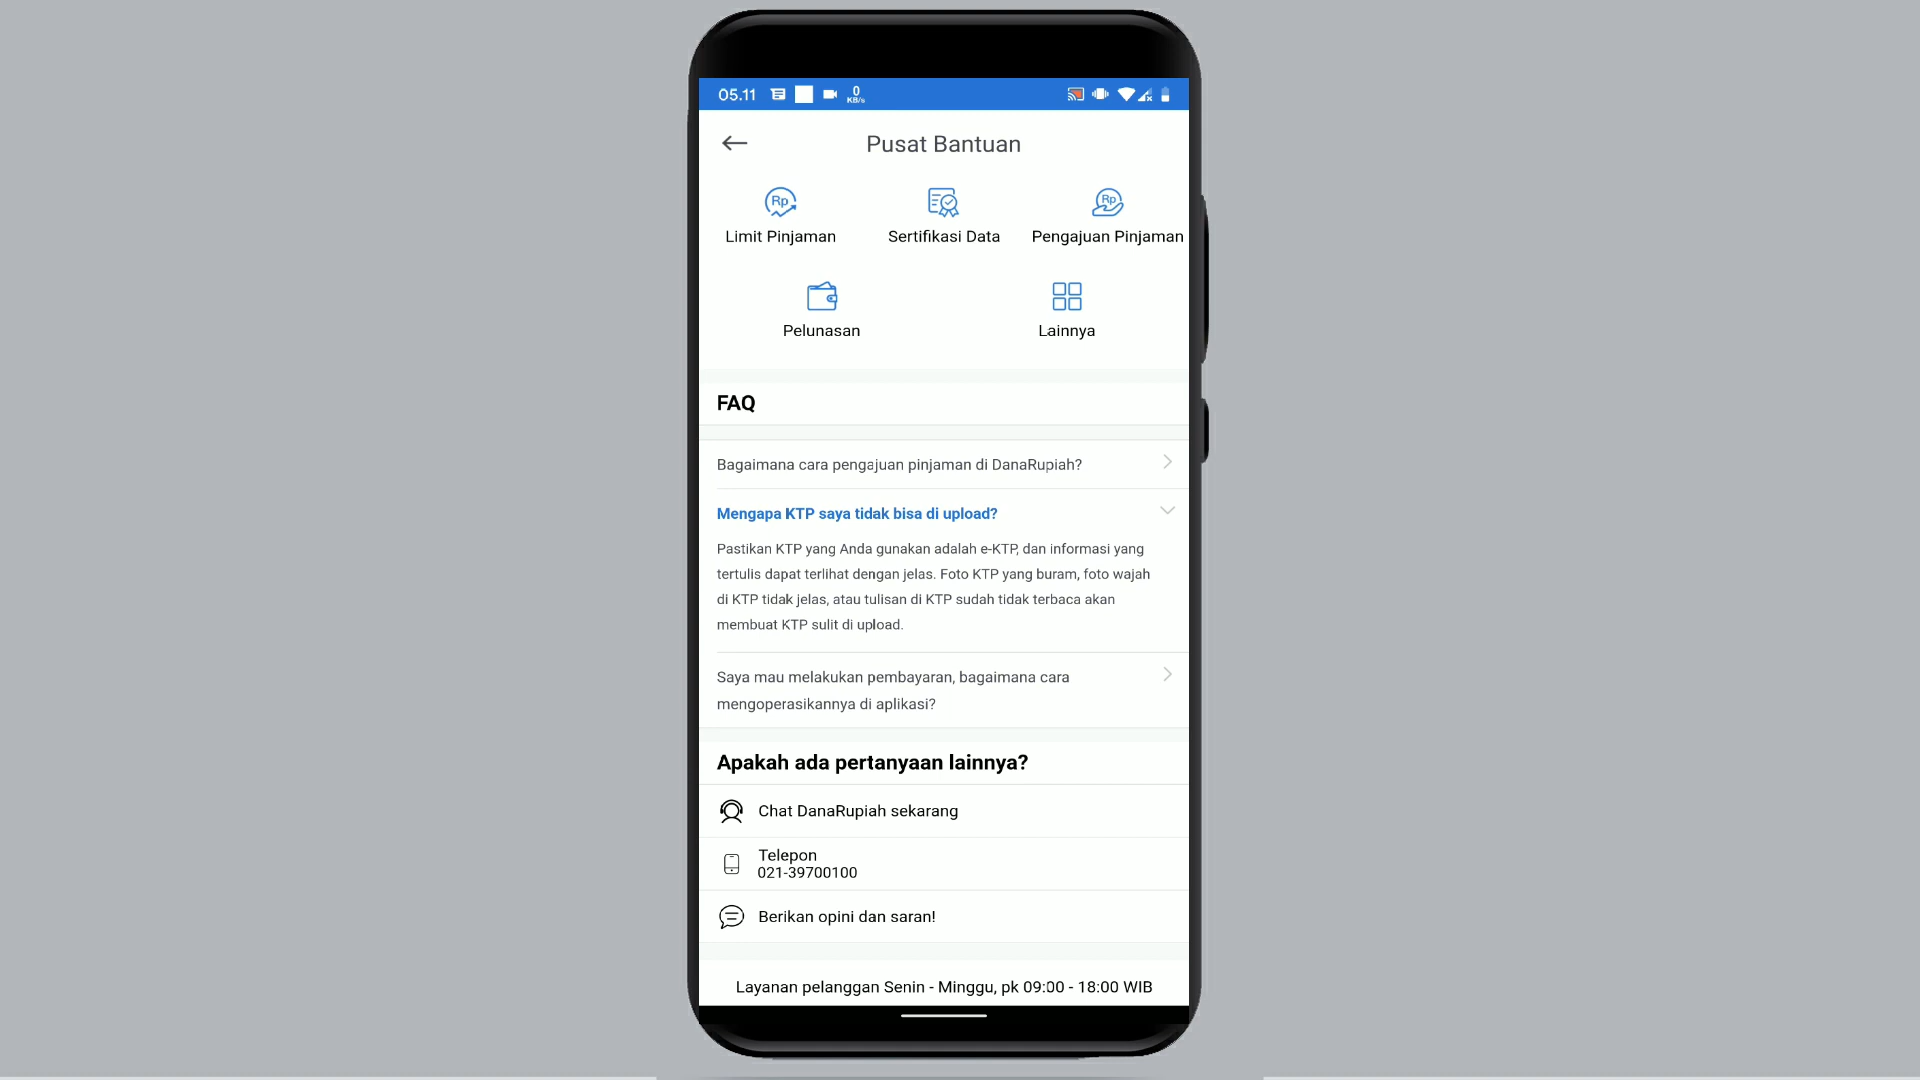 05.11
0
KB/s
Pusat Bantuan
Rp
Rp
Limit Pinjaman
Sertifikasi Data
Pengajuan Pinjaman
Pelunasan
Lainnya
FAQ
Bagaimana cara pengajuan pinjaman di DanaRupiah?
Mengapa KTP saya tidak bisa di upload?
Pastikan KTP yang Anda gunakan adalah e-KTP, dan informasi yang
tertulis dapat terlihat dengan jelas. Foto KTP yang buram, foto wajah
di KTP tidak jelas, atau tulisan di KTP sudah tidak terbaca akan
membuat KTP sulit di upload.
Saya mau melakukan pembayaran, bagaimana cara
mengoperasikannya di aplikasi?
Apakah ada pertanyaan lainnya?
Chat DanaRupiah sekarang
Telepon
021-39700100
Berikan opini dan saran!
Layanan pelanggan Senin - Minggu, pk 09:00 - 18:00 WIB